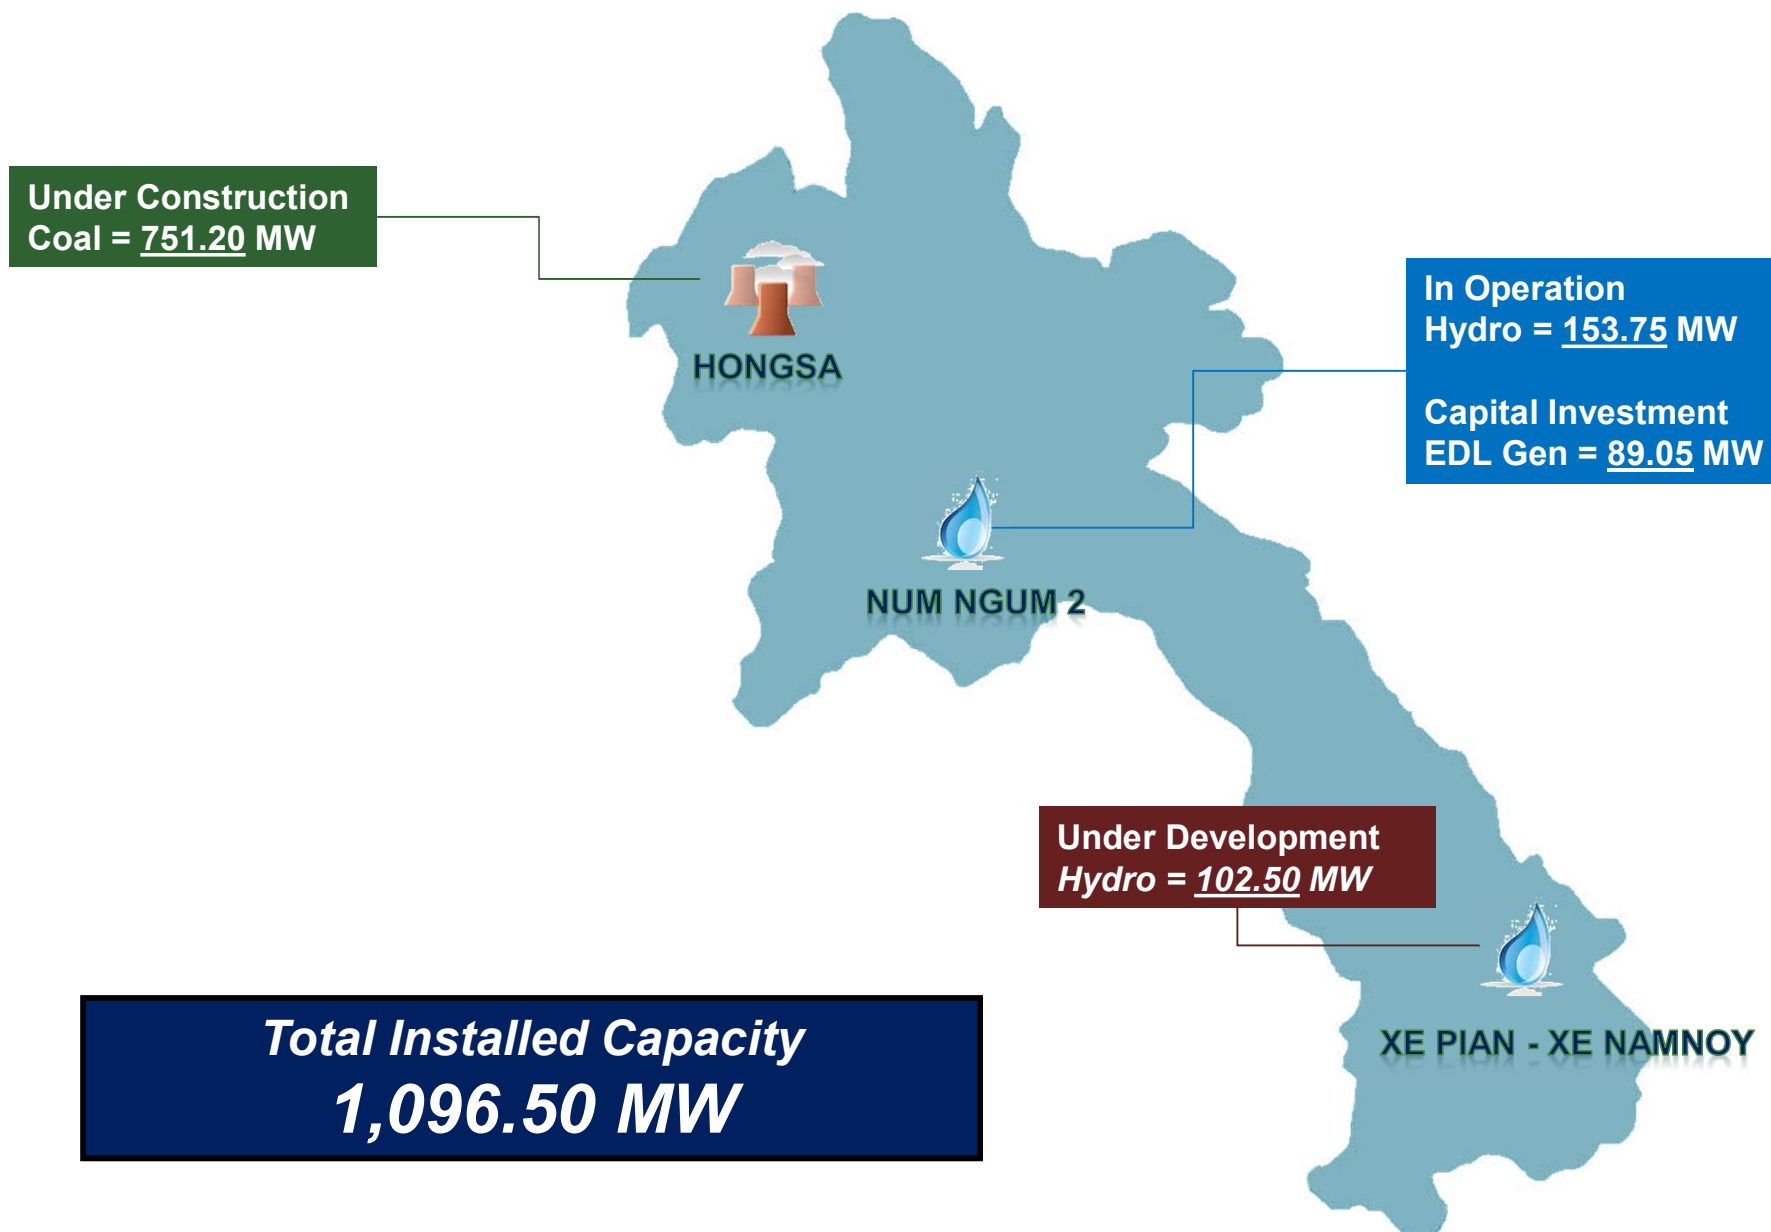 Under Construction
Coal = 751.20 MW
HONGSA
In Operation
Hydro = 153.75 MW
Capital Investment
EDL Gen = 89.05 MW
NUM NGUM 2
Under Development
Hydro = 102.50 MW
XE PIAN - XE NAMNOY
Total Installed Capacity
1,096.50 MW